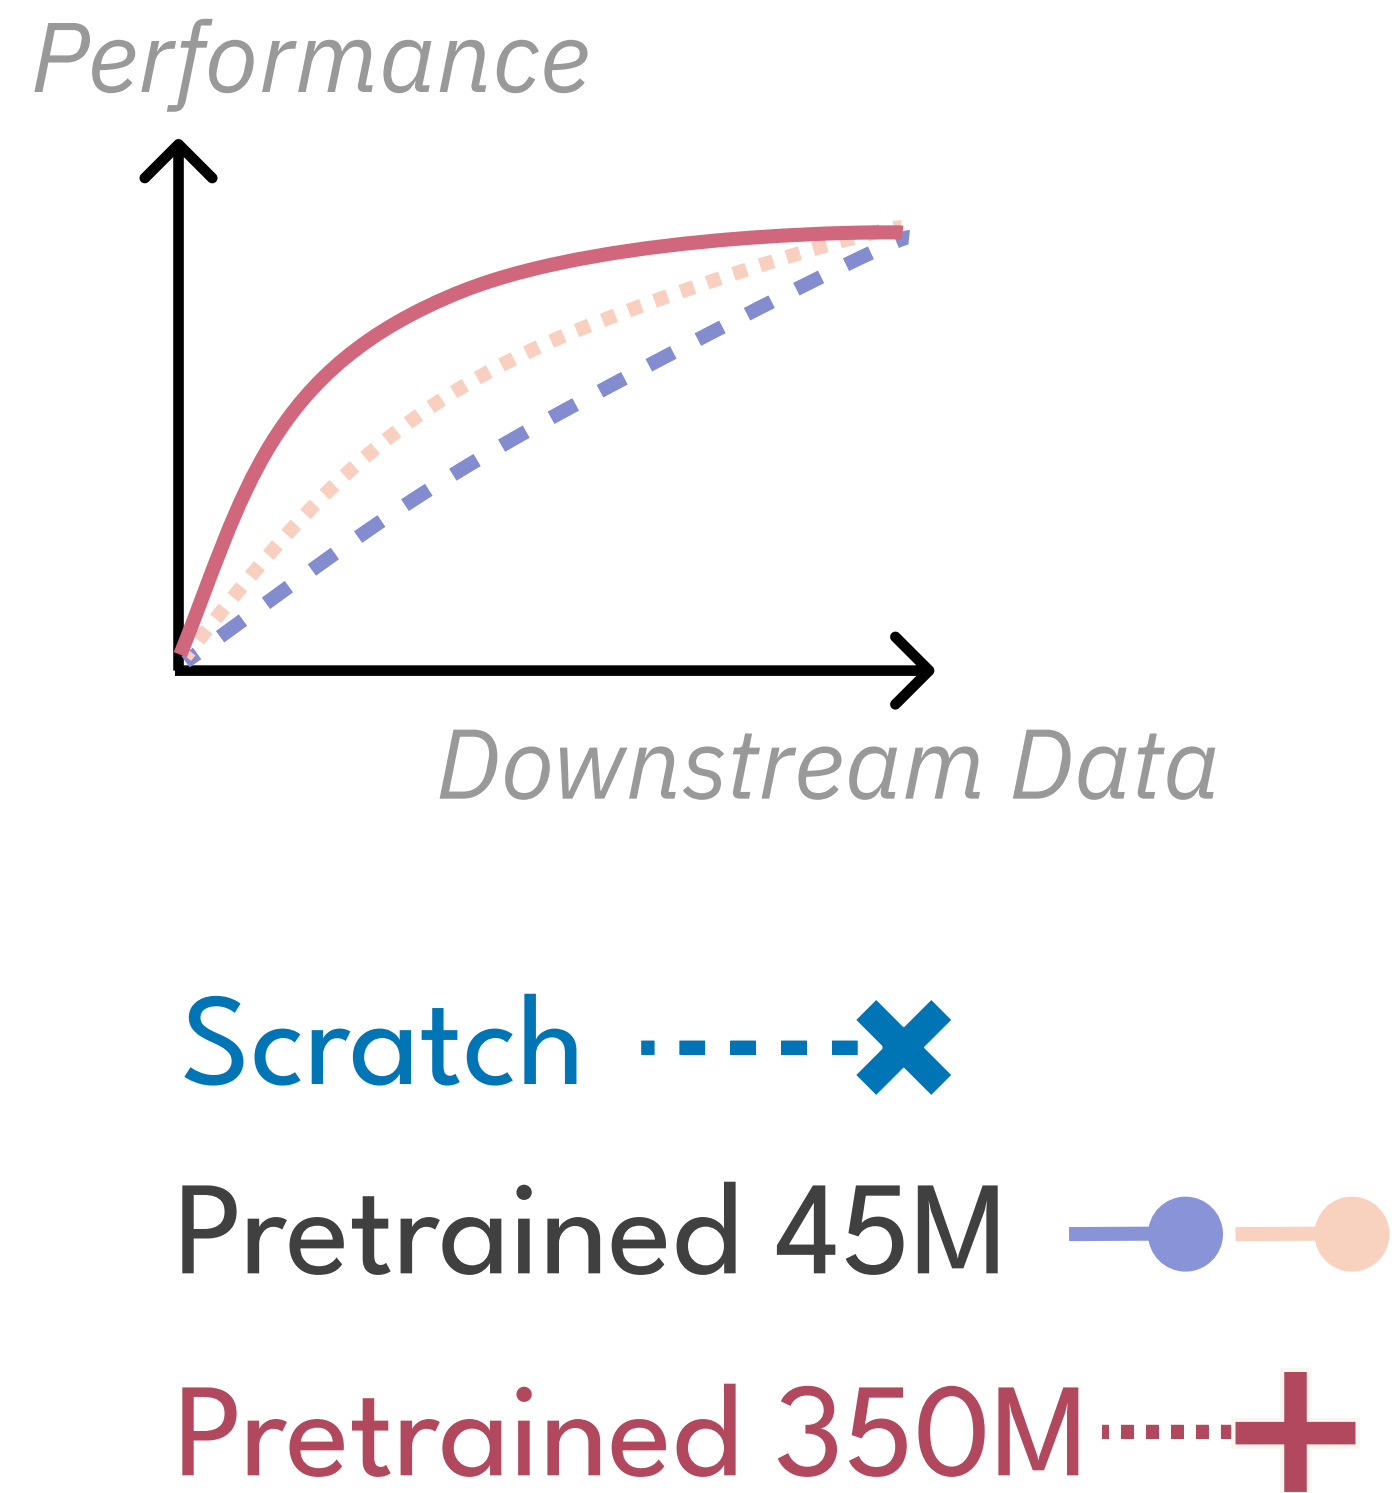 Performance
Downstream Data
Scratch
Pretrained 45M
Pretrained 350M